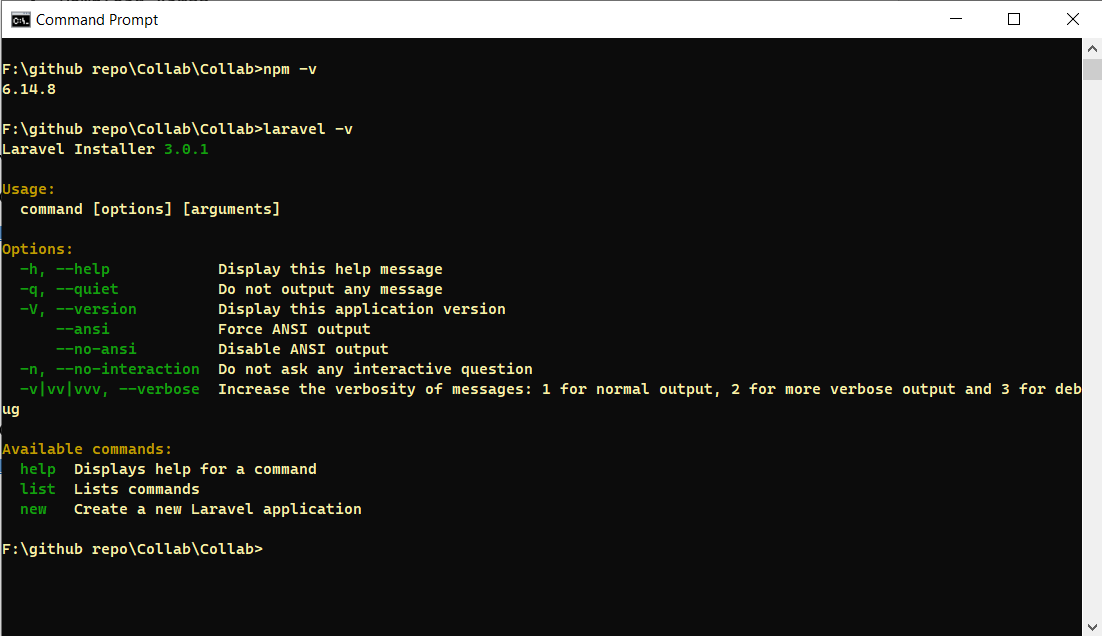 Command Prompt
F:\github repo\Collab\Collab>npm -v
6.14.8
F:\github repo\Collab\Collab>laravel -v
Laravel Installer 3.0.1
Usage:
  command [options] [arguments]
Options:
  -h, --help            Display this help message
  -q, --quiet           Do not output any message
  -V, --version         Display this application version
      --ansi            Force ANSI output
      --no-ansi         Disable ANSI output
  -n, --no-interaction  Do not ask any interactive question
  -v|vv|vvv, --verbose  Increase the verbosity of messages: 1 for normal output, 2 for more verbose output and 3 for deb
ug
Available commands:
  help  Displays help for a command
  list  Lists commands
  new   Create a new Laravel application
F:\github repo\Collab\Collab>